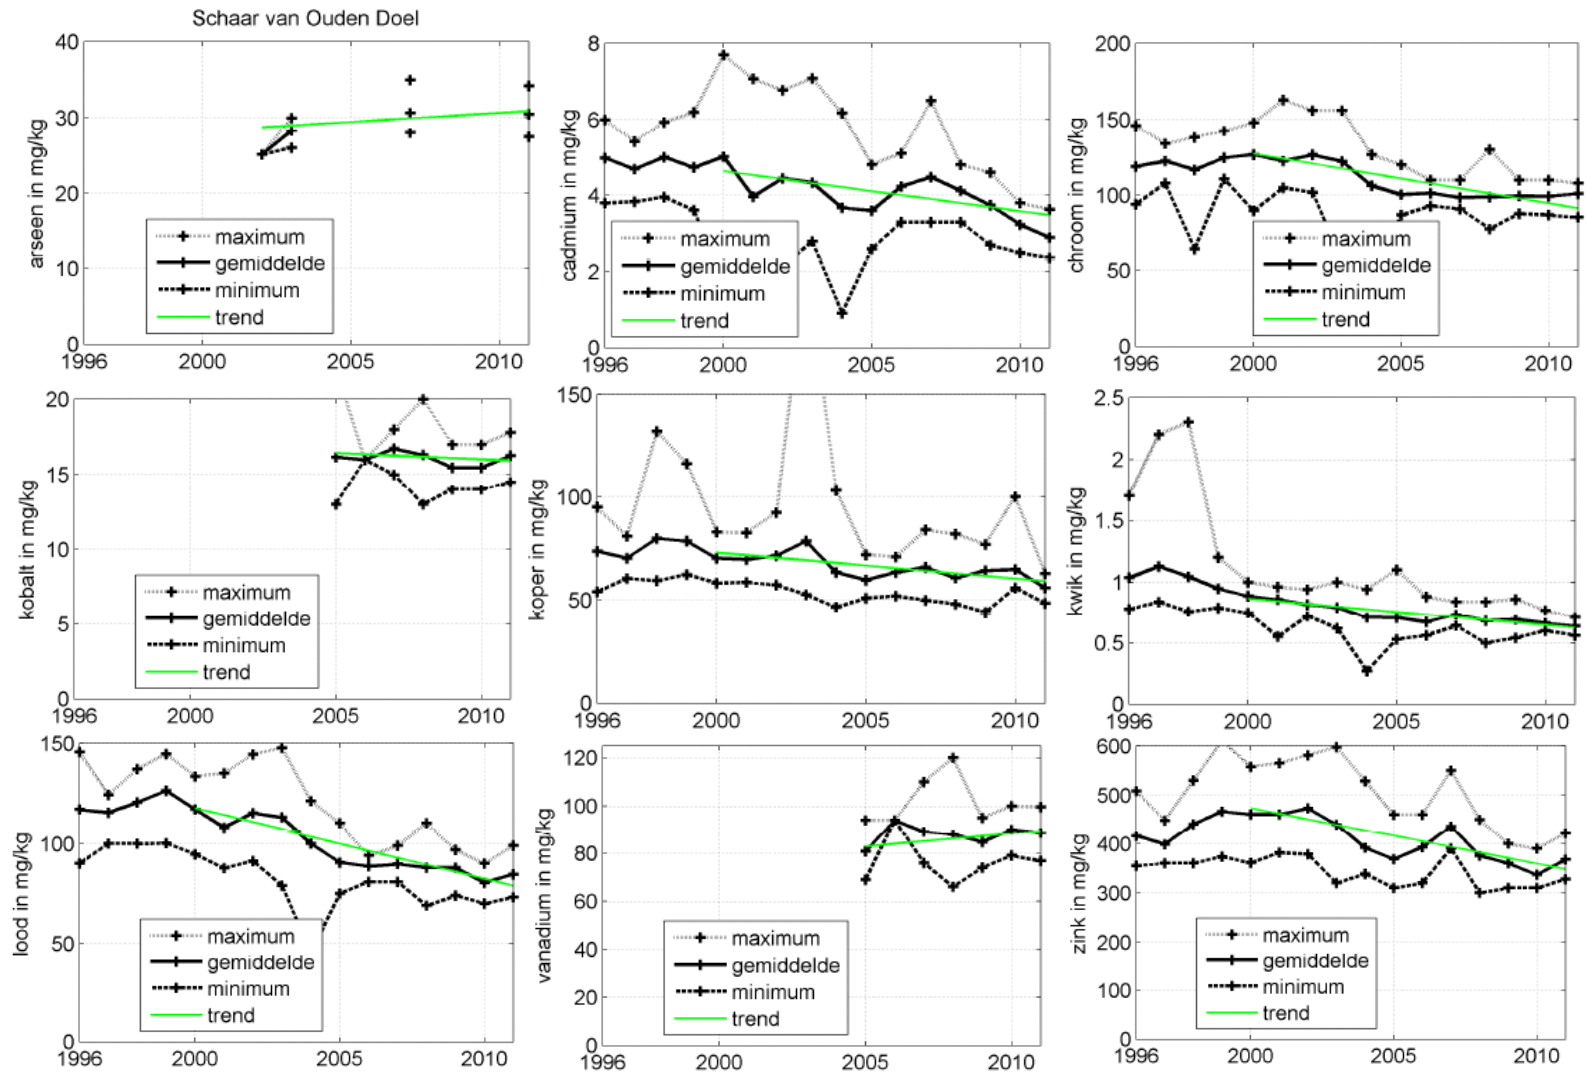 Schaar van Ouden Doel
arseen in mg/kg
40
30
20
10
0
1996
2000
2005
2010
maximum
gemiddelde
minimum
trend
cadmium in mg/kg
8
6
4
2
0
2000
2005
2010
maximum
gemiddelde
minimum
trend
chroom in mg/kg
200
150
100
50
0
1996
2000
2005
2010
maximum
gemiddelde
minimum
trend
kobalt in mg/kg
20
15
10
5
0
1996
2000
2005
2010
maximum
gemiddelde
minimum
trend
koper in mg/kg
150
100
50
0
1996
2000
2005
2010
kwik in mg/kg
2.5
2
1.5
1
0.5
0
1996
2000
2005
2010
lood in mg/kg
150
100
50
0
1996
2000
2005
2010
maximum
gemiddelde
minimum
trend
vanadium in mg/kg
120
100
80
60
40
20
0
1996
2000
2005
2010
maximum
gemiddelde
minimum
trend
zink in mg/kg
600
500
400
300
200
100
0
1996
2000
2005
2010
maximum
gemiddelde
minimum
trend